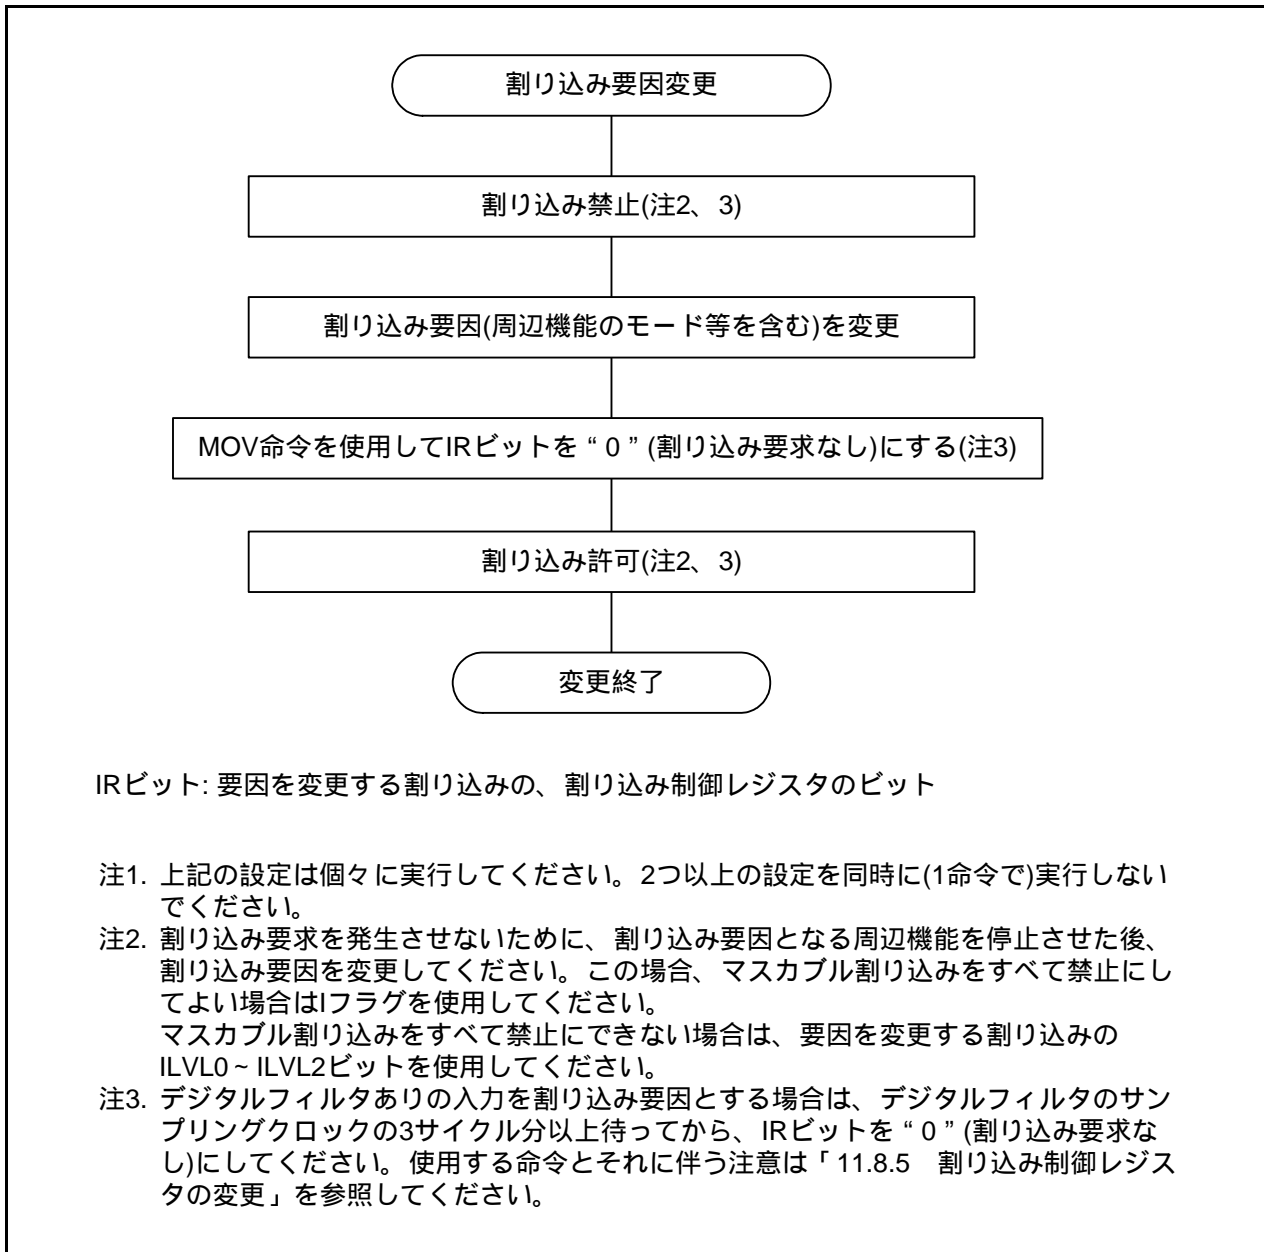 割り込み要因変更
割り込み禁止(注2、3)
割り込み要因(周辺機能のモード等を含む)を変更
MOV命令を使用してIRビットを“0”(割り込み要求なし)にする(注3)
割り込み許可(注2、3)
変更終了
IRビット: 要因を変更する割り込みの、割り込み制御レジスタのビット
注1. 上記の設定は個々に実行してください。2つ以上の設定を同時に(1命令で)実行しない
でください。
注2. 割り込み要求を発生させないために、割り込み要因となる周辺機能を停止させた後、
割り込み要因を変更してください。この場合、マスカブル割り込みをすべて禁止にし
てよい場合はIフラグを使用してください。
マスカブル割り込みをすべて禁止にできない場合は、要因を変更する割り込みの
ILVL0~ILVL2ビットを使用してください。
注3. デジタルフィルタありの入力を割り込み要因とする場合は、デジタルフィルタのサン
プリングクロックの3サイクル分以上待ってから、IRビットを“0”(割り込み要求な
し)にしてください。使用する命令とそれに伴う注意は「11.8.5 割り込み制御レジス
タの変更」を参照してください。